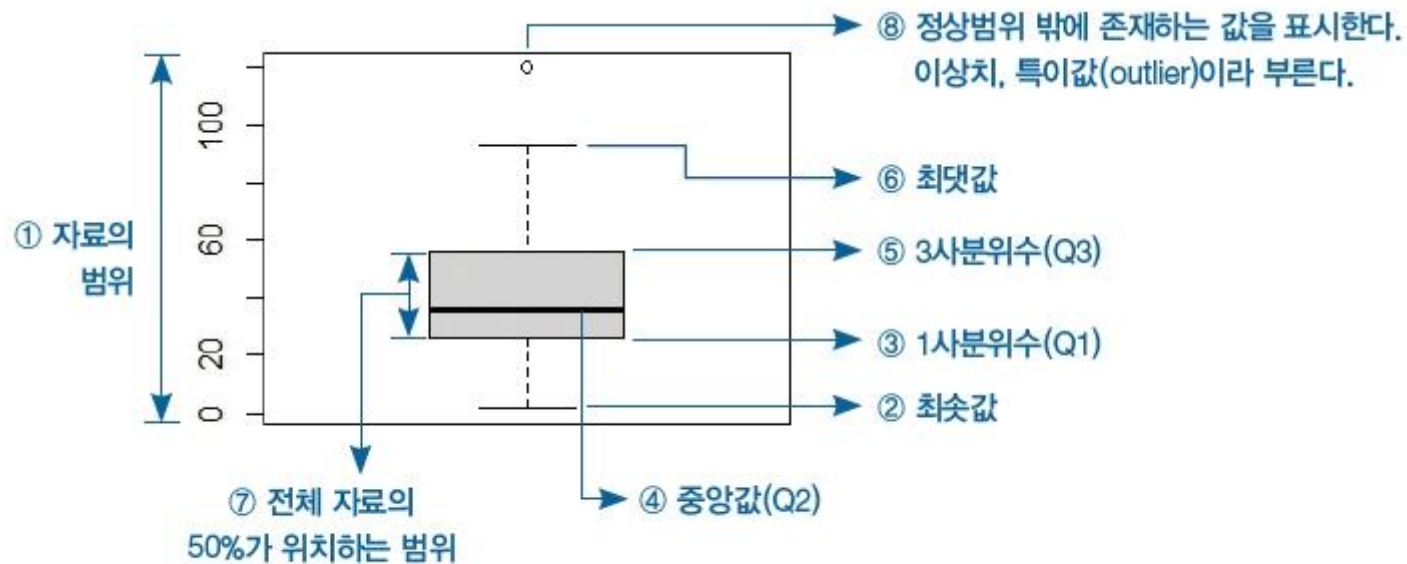 ⑧ 정상범위 밖에 존재하는 값을 표시한다.
이상치, 특이값(outlier)이라 부른다.
100
60
20
0
① 자료의
범위
⑥ 최댓값
⑤ 3사분위수(Q3)
③ 1사분위수(Q1)
② 최솟값
④ 중앙값(Q2)
⑦ 전체 자료의
50%가 위치하는 범위